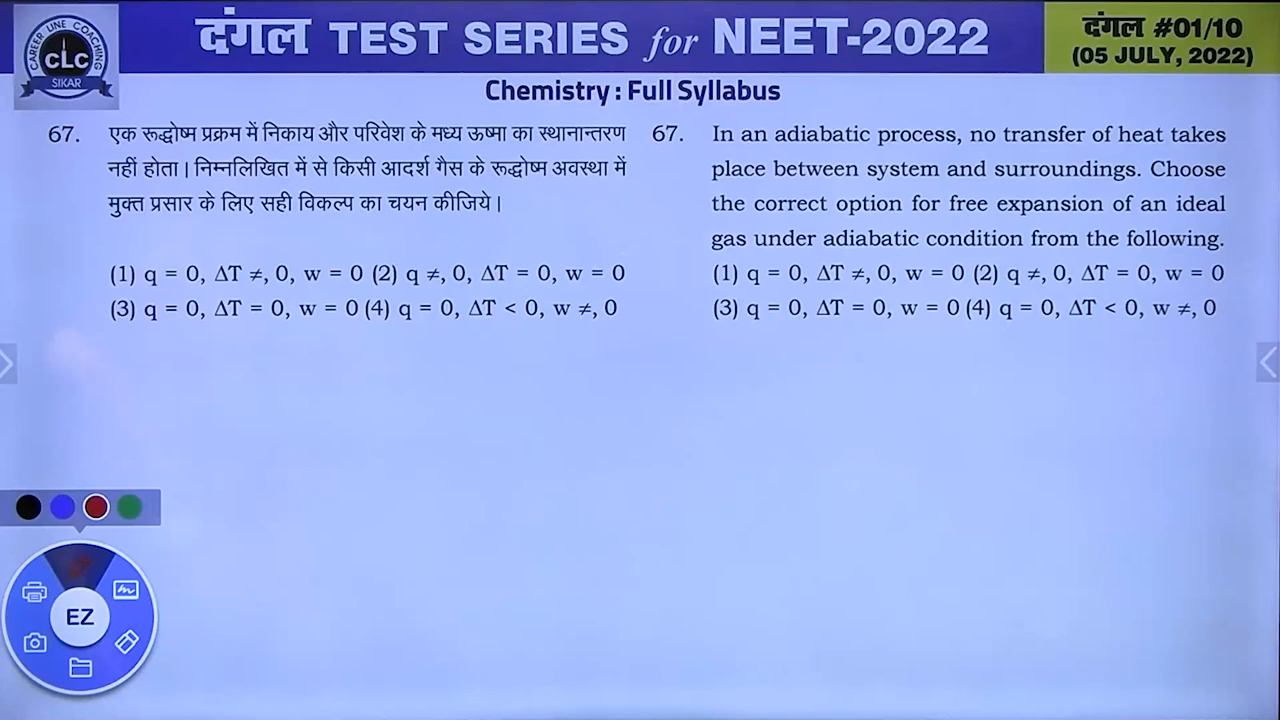 CAREER LINE COACHING
CLC
SIKAR
दंगल TEST SERIES for NEET-2022
दंगल #01/10
(05 JULY, 2022)
Chemistry : Full Syllabus
67. एक रूद्धोष्म प्रक्रम में निकाय और परिवेश के मध्य ऊष्मा का स्थानान्तरण
नहीं होता। निम्नलिखित में से किसी आदर्श गैस के रूद्धोष्म अवस्था में
मुक्त प्रसार के लिए सही विकल्प का चयन कीजिये।
(1) q = 0, ΔT ≠, 0, w = 0 (2) q ≠, 0, ΔT = 0, w = 0
(3) q = 0, ΔT = 0, w = 0 (4) q = 0, ΔT < 0, w ≠, 0
67. In an adiabatic process, no transfer of heat takes
place between system and surroundings. Choose
the correct option for free expansion of an ideal
gas under adiabatic condition from the following.
(1) q = 0, ΔT ≠, 0, w = 0 (2) q ≠, 0, ΔT = 0, w = 0
(3) q = 0, ΔT = 0, w = 0 (4) q = 0, ΔT < 0, w ≠, 0
EZ